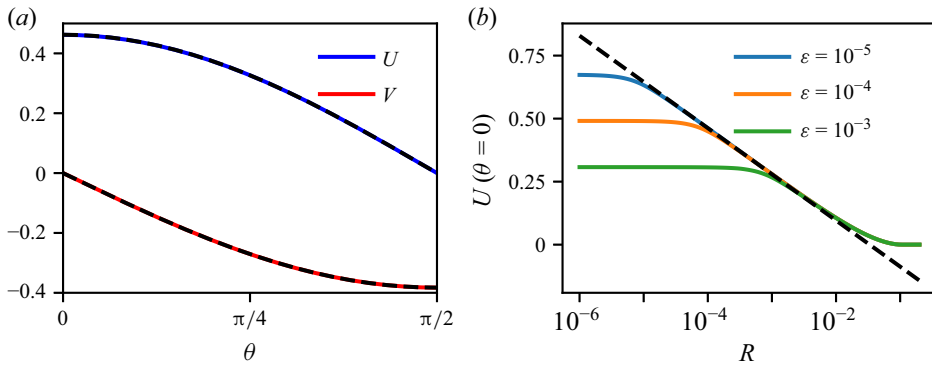 (a)
0.4
0.2
0
−0.2
−0.4
0
π/4
π/2
θ
U
V
(b)
0.75
0.50
0.25
0
U (θ = 0)
10⁻⁶
10⁻⁴
10⁻²
R
ε = 10⁻⁵
ε = 10⁻⁴
ε = 10⁻³